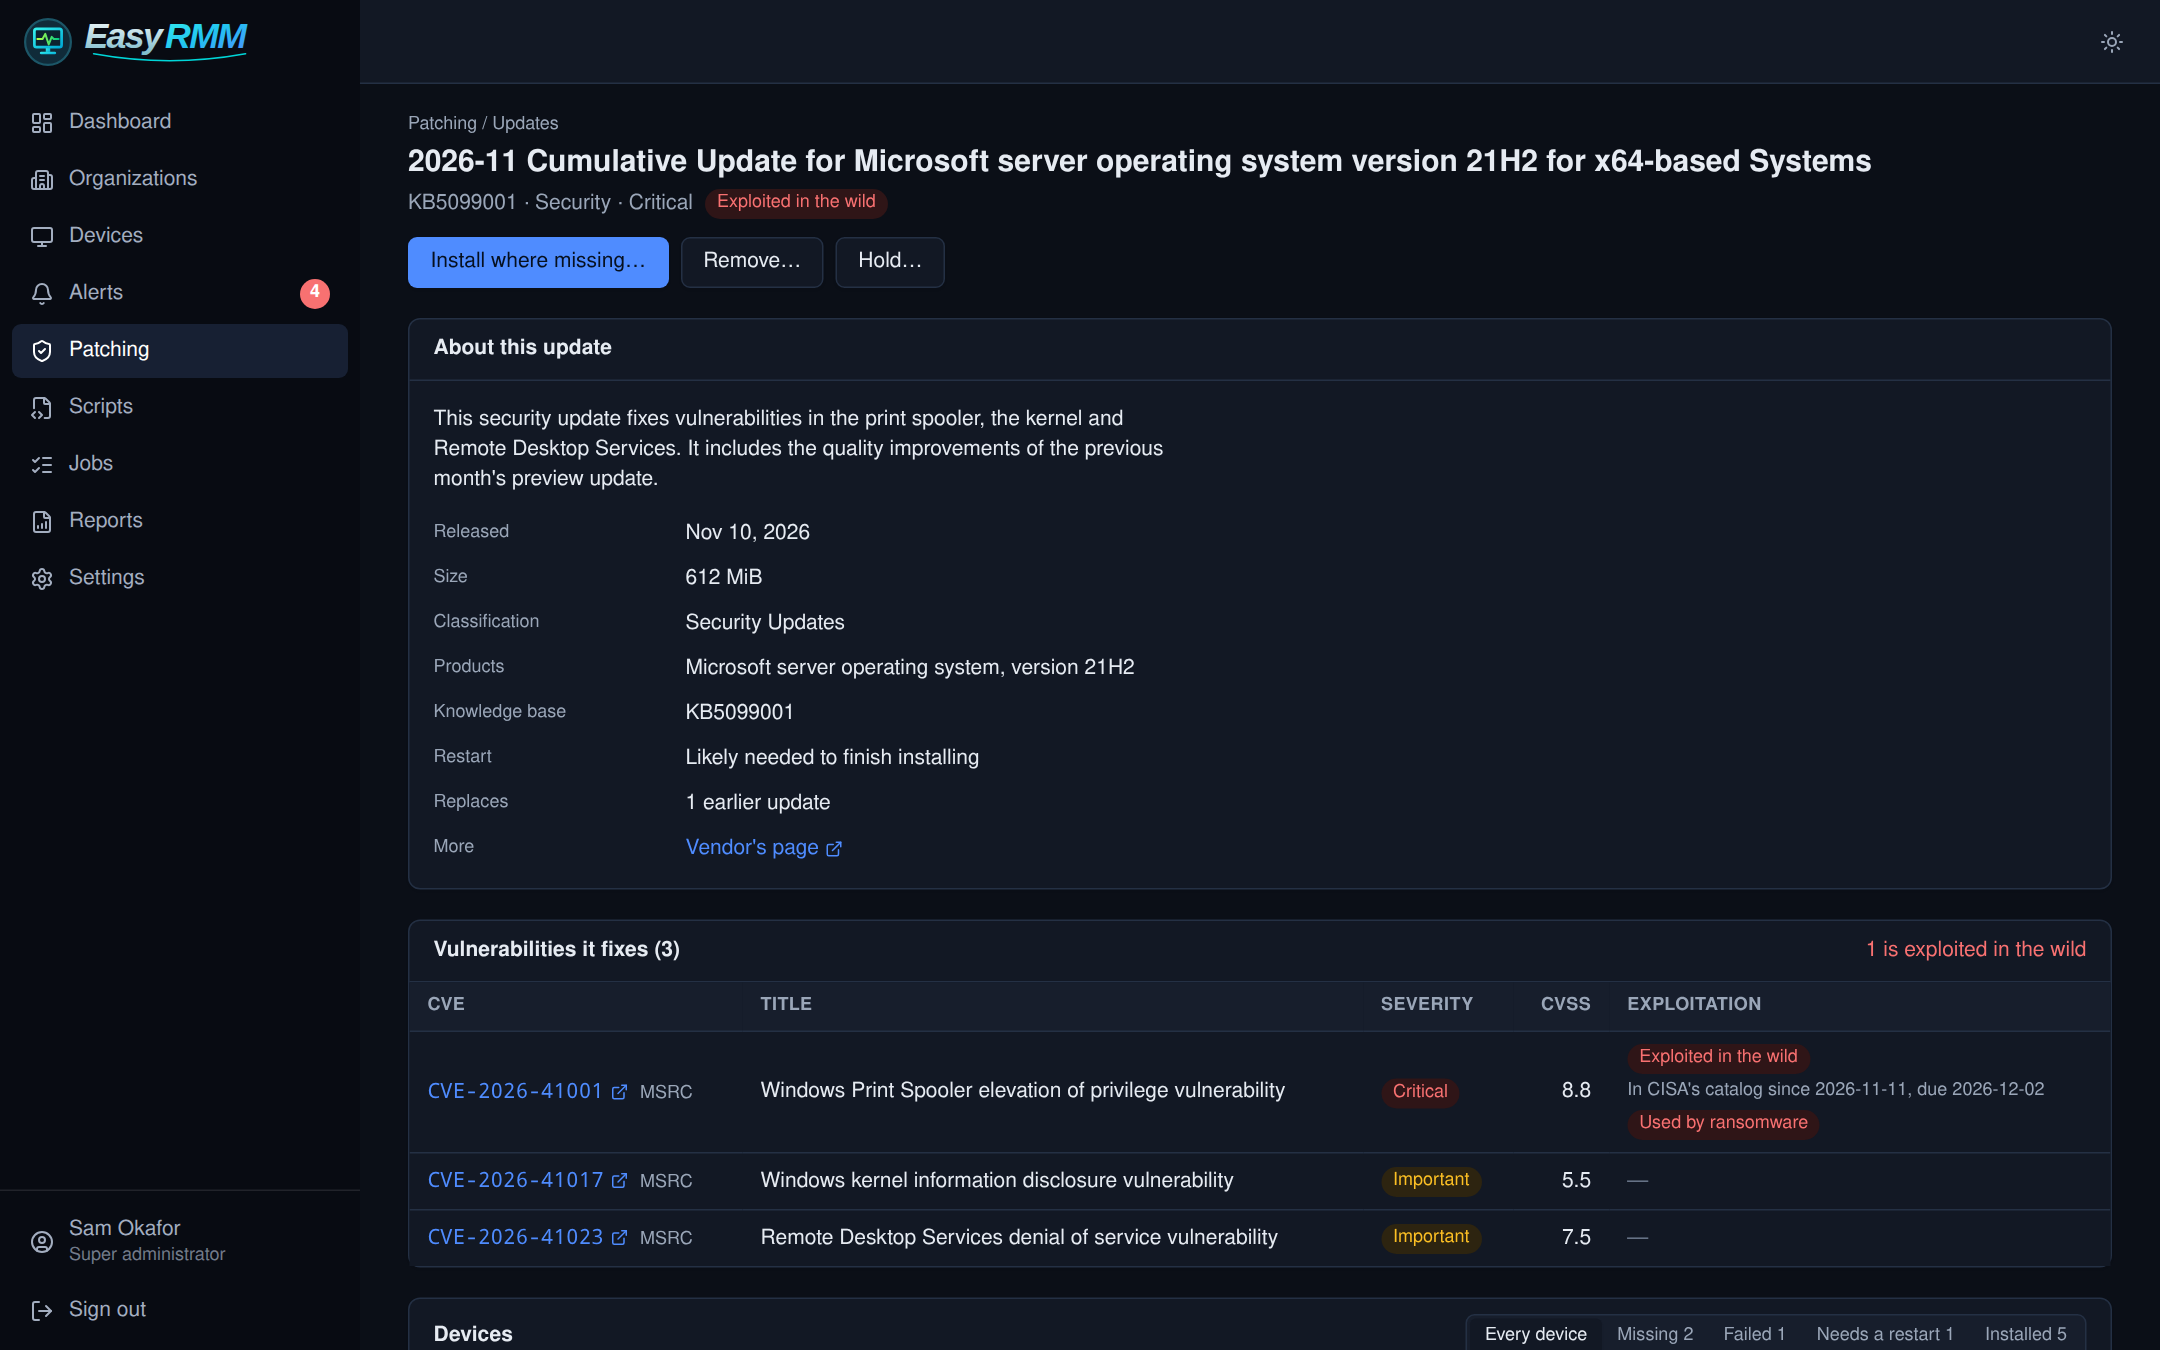 EasyRMM
Dashboard
Organizations
Devices
Alerts
4
Patching
Scripts
Jobs
Reports
Settings
Sam Okafor
Super administrator
Sign out
Patching / Updates
2026-11 Cumulative Update for Microsoft server operating system version 21H2 for x64-based Systems
KB5099001 · Security · Critical Exploited in the wild
Install where missing… Remove… Hold…
About this update
This security update fixes vulnerabilities in the print spooler, the kernel and
Remote Desktop Services. It includes the quality improvements of the previous
month's preview update.
Released Nov 10, 2026
Size 612 MiB
Classification Security Updates
Products Microsoft server operating system, version 21H2
Knowledge base KB5099001
Restart Likely needed to finish installing
Replaces 1 earlier update
More Vendor's page
Vulnerabilities it fixes (3) 1 is exploited in the wild
CVE TITLE SEVERITY CVSS EXPLOITATION
CVE-2026-41001 MSRC Windows Print Spooler elevation of privilege vulnerability Critical 8.8 Exploited in the wild
In CISA's catalog since 2026-11-11, due 2026-12-02
Used by ransomware
CVE-2026-41017 MSRC Windows kernel information disclosure vulnerability Important 5.5 —
CVE-2026-41023 MSRC Remote Desktop Services denial of service vulnerability Important 7.5 —
Devices Every device Missing 2 Failed 1 Needs a restart 1 Installed 5